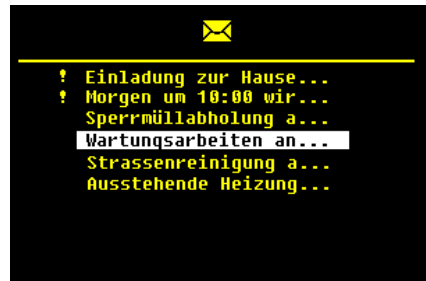 ! Einladung zur Hause...
! Morgen um 10:00 wir...
Sperrmüllabholung a...
Wartungsarbeiten an...
Strassenreinigung a...
Ausstehende Heizung...